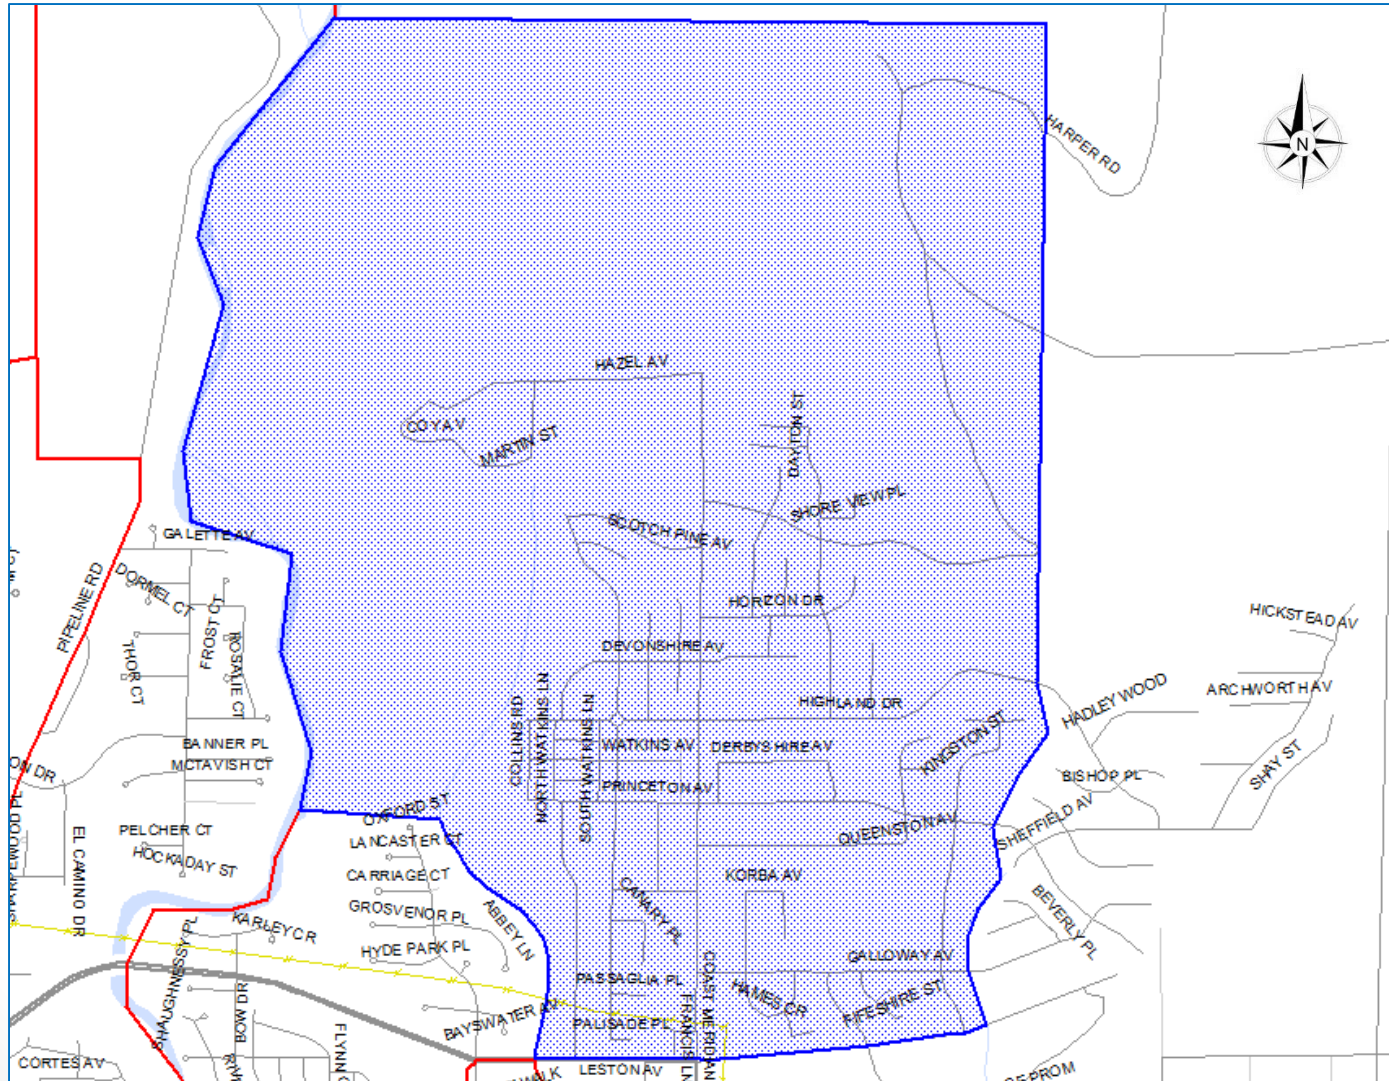 HARPER RD
N
HAZEL AV
COY AV
MARTIN ST
DAYTON ST
SHORE VIEW PL
SCOTCH PINE AV
GALETTE AV
PIPELINE RD
DORMEL CT
FROST CT
ROSALIE CT
THOR CT
HORIZON DR
HICKSTEAD AV
DEVONSHIRE AV
ARCHWORTH AV
HADLEY WOOD
HIGHLAND DR
COLLINS RD
NORTH WATKINS LN
SOUTH WATKINS LN
WATKINS AV
DERBYSHIRE AV
KINGSTON ST
BANNER PL
MCTAVISH CT
ON DR
BISHOP PL
SHAY ST
PRINCETON AV
OXFORD ST
QUEENSTON AV
SHEFFIELD AV
PELCHER CT
LANCASTER CT
HOCKADAY ST
EL CAMINO DR
CARRIAGE CT
KORBA AV
CANARY PL
GROSVENOR PL
ABBEY LN
BEVERLY PL
KARLEY CR
HYDE PARK PL
SHAUGHNESSY PL
GALLOWAY AV
PASSAGLIA PL
COAST MERIDIAN
HAMES CR
FIFESHIRE ST
BOW DR
BAYSWATER AV
PALISADE PL
FRANCIS LN
FLYNN C
CORTES AV
LESTON AV
WALK
GE PROM